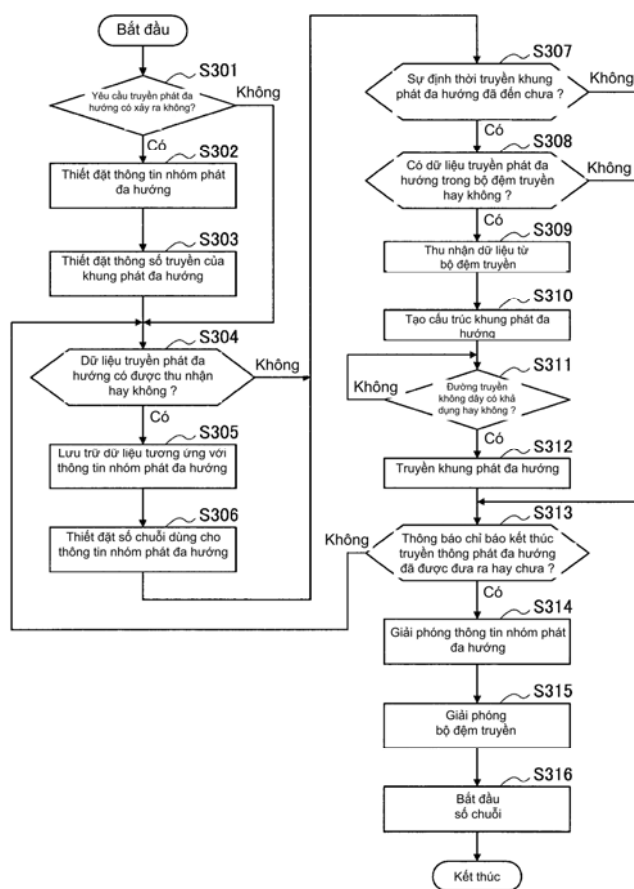 Bắt đầu
S301
Yêu cầu truyền phát đa
hướng có xảy ra không?
Không
Có
S302
Thiết đặt thông tin nhóm phát
đa hướng
S303
Thiết đặt thông số truyền của
khung phát đa hướng
S304
Dữ liệu truyền phát đa
hướng có được thu nhận
hay không ?
Không
Có
S305
Lưu trữ dữ liệu tương ứng với
thông tin nhóm phát đa hướng
S306
Thiết đặt số chuỗi dùng cho
thông tin nhóm phát đa hướng
S307
Sự định thời truyền khung
phát đa hướng đã đến chưa ?
Không
Có
S308
Có dữ liệu truyền phát đa
hướng trong bộ đệm truyền
hay không ?
Không
Có
S309
Thu nhận dữ liệu từ
bộ đệm truyền
S310
Tạo cấu trúc khung phát đa
hướng
S311
Đường truyền
không dây có khả
dụng hay không ?
Không
Có
S312
Truyền khung phát đa hướng
S313
Thông báo chỉ báo kết thúc
truyền thông phát đa hướng
đã được đưa ra hay chưa ?
Không
Có
S314
Giải phóng thông tin nhóm phát
đa hướng
S315
Giải phóng
bộ đệm truyền
S316
Bắt đầu
số chuỗi
Kết thúc